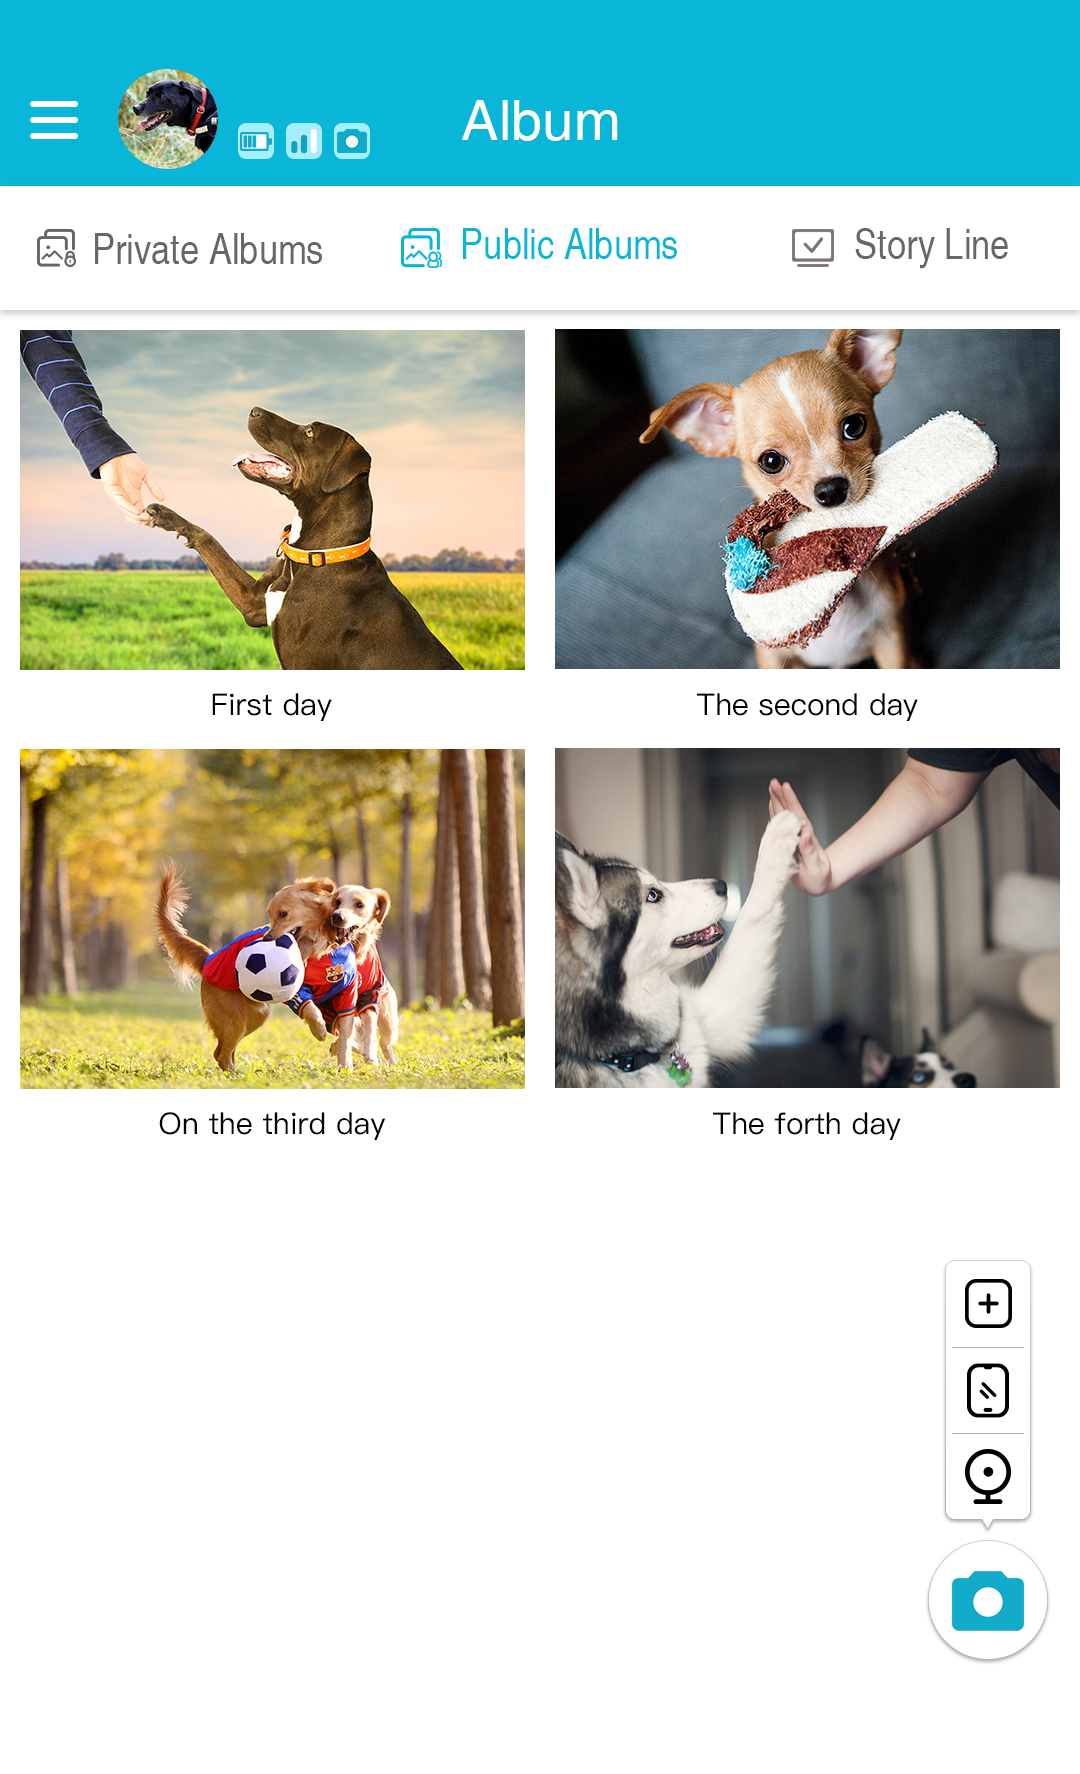 Album
Private Albums
Public Albums
Story Line
First day
The second day
On the third day
The forth day